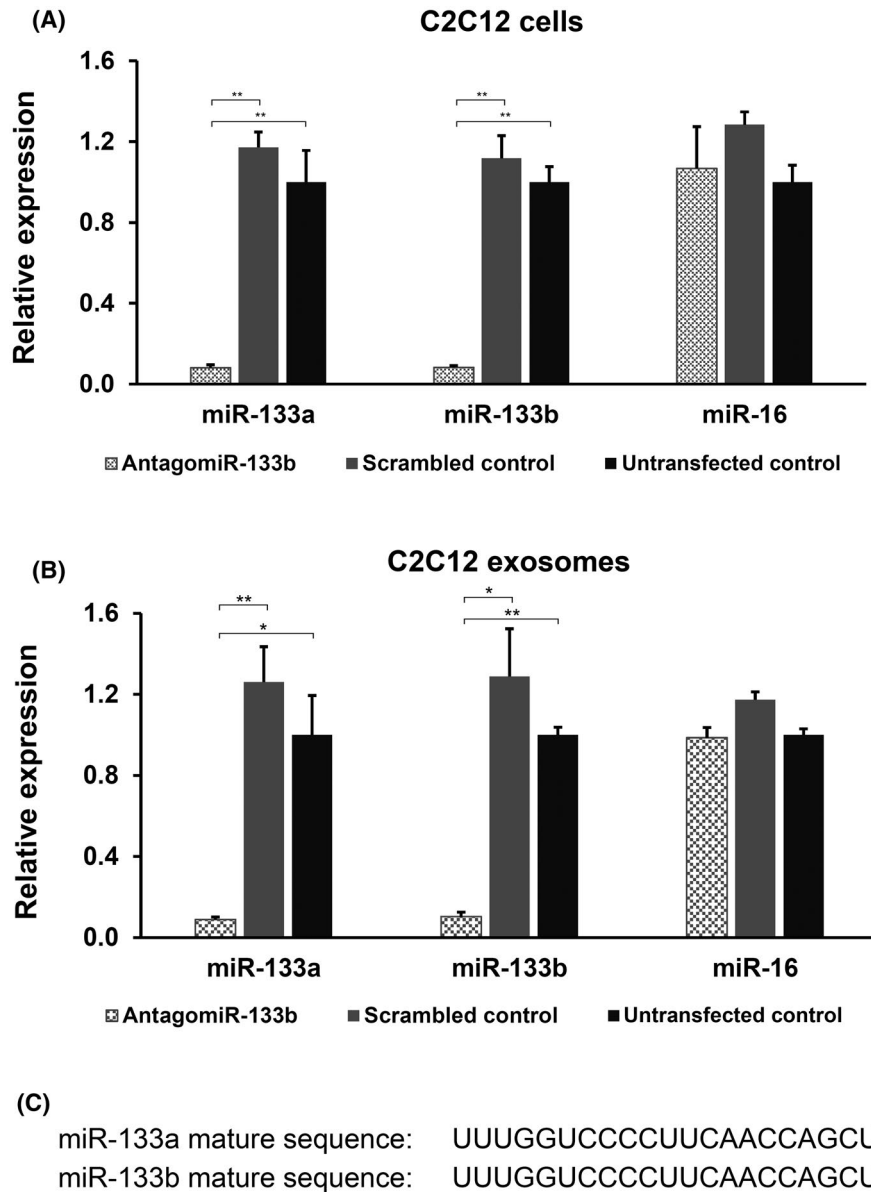 (A)
C2C12 cells
Relative expression
1.6
1.2
0.8
0.4
0.0
** ** ** **
miR-133a miR-133b miR-16
AntagomiR-133b Scrambled control Untransfected control
(B)
C2C12 exosomes
Relative expression
1.6
1.2
0.8
0.4
0.0
** * * **
miR-133a miR-133b miR-16
AntagomiR-133b Scrambled control Untransfected control
(C)
miR-133a mature sequence: UUUGGUCCCCUUCAACCAGCU
miR-133b mature sequence: UUUGGUCCCCUUCAACCAGCU